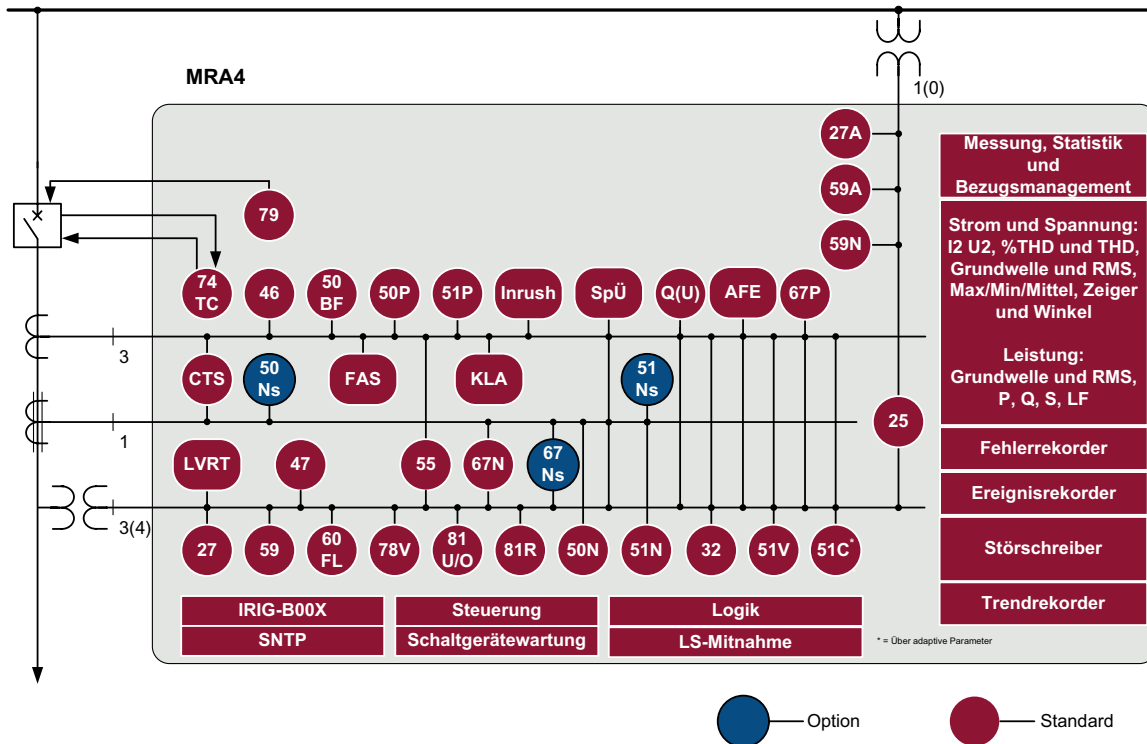 MRA4
1(0)
27A
59A
59N
79
74
TC
46
50
BF
50P
51P
Inrush
SpÜ
Q(U)
AFE
67P
3
CTS
50
Ns
FAS
KLA
51
Ns
25
1
LVRT
47
55
67N
67
Ns
3(4)
27
59
60
FL
78V
81
U/O
81R
50N
51N
32
51V
51C*
Messung, Statistik
und
Bezugsmanagement
Strom und Spannung:
I2 U2, %THD und THD,
Grundwelle und RMS,
Max/Min/Mittel, Zeiger
und Winkel
Leistung:
Grundwelle und RMS,
P, Q, S, LF
Fehlerrekorder
Ereignisrekorder
Störschreiber
Trendrekorder
IRIG-B00X
SNTP
Steuerung
Schaltgerätewartung
Logik
LS-Mitnahme
* = Über adaptive Parameter
Option
Standard